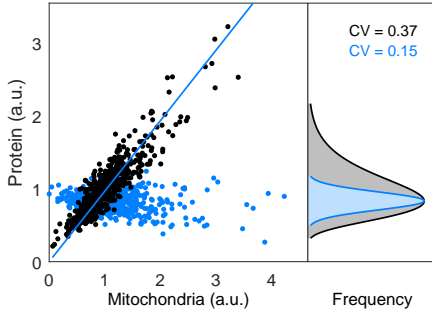 CV = 0.37
CV = 0.15
Protein (a.u.)
3
2
1
0
0 1 2 3 4
Mitochondria (a.u.)
Frequency